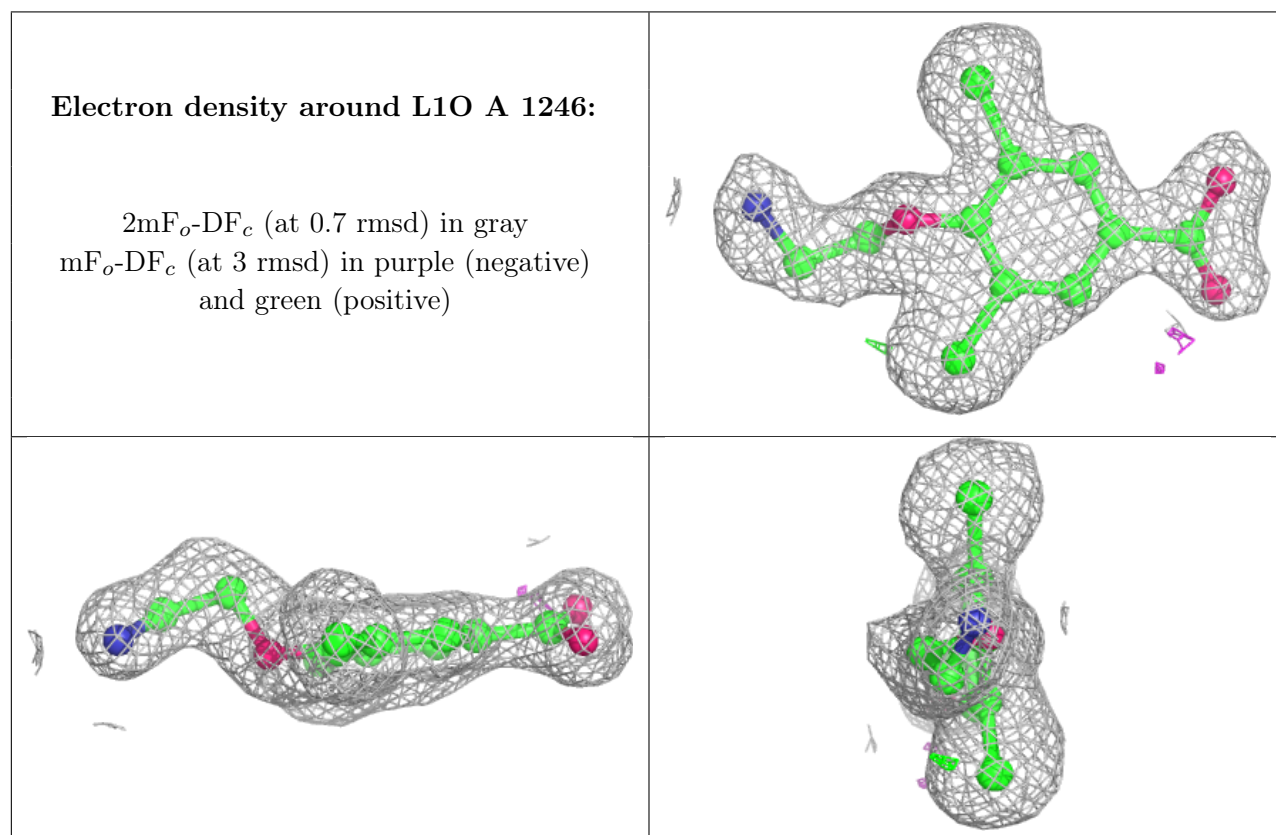 Electron density around L1O A 1246:
2mFo-DFc (at 0.7 rmsd) in gray
mFo-DFc (at 3 rmsd) in purple (negative)
and green (positive)